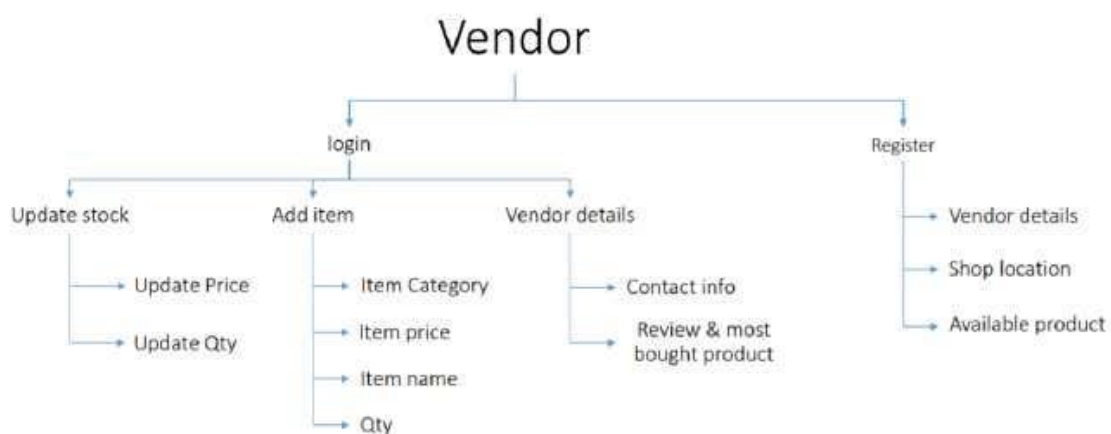 Vendor
login
Register
Update stock
Add item
Vendor details
Vendor details
Update Price
Item Category
Contact info
Shop location
Update Qty
Item price
Review & most
bought product
Available product
Item name
Qty